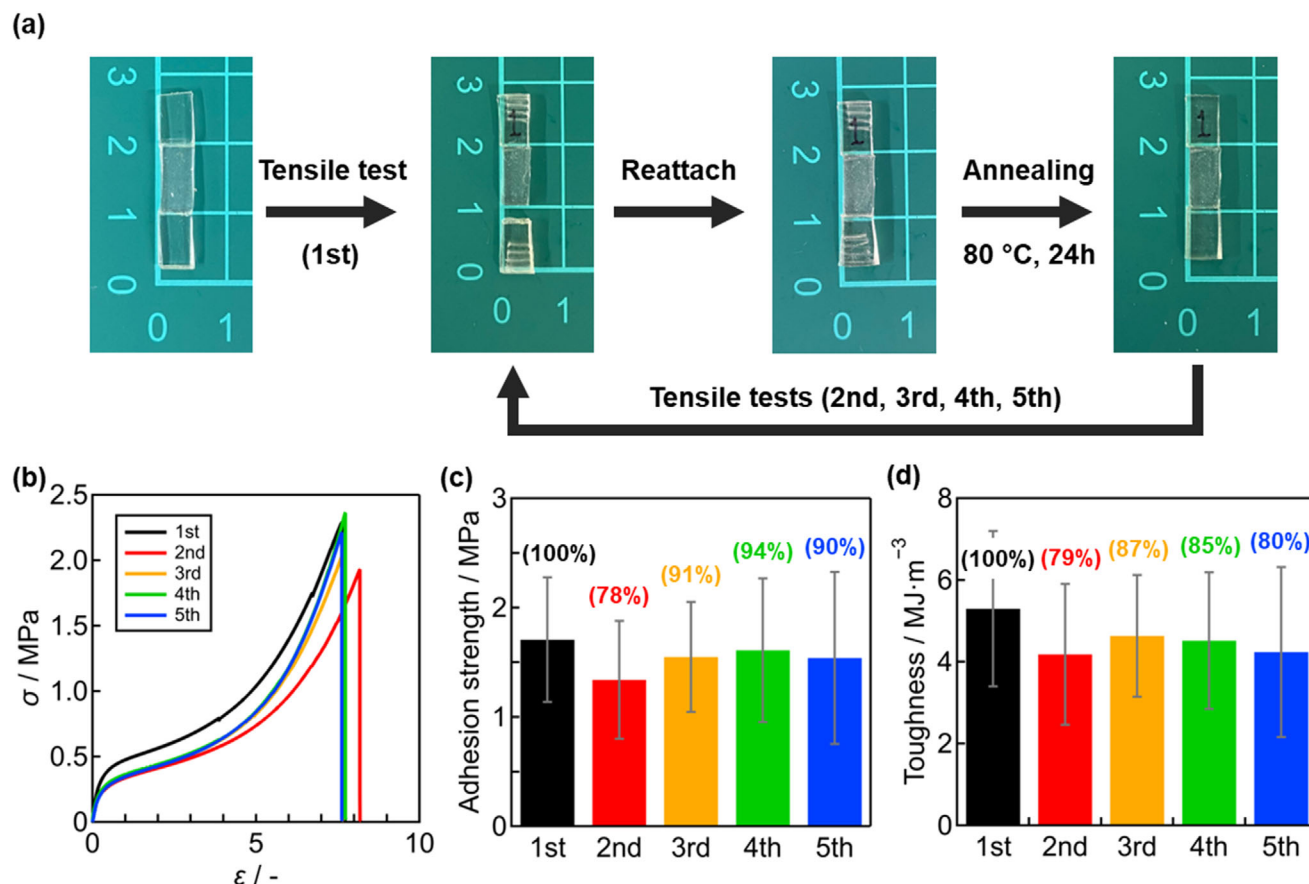 (a)
3
2
1
0
0 1
Tensile test
(1st)
3
2
1
0
0 1
1
Reattach
3
2
1
0
0 1
1
Annealing
80 °C, 24h
3
2
1
0
0 1
1
Tensile tests (2nd, 3rd, 4th, 5th)
(b)
2.5
2.0
1.5
1.0
0.5
0
σ / MPa
1st
2nd
3rd
4th
5th
0 5 10
ε / -
(c)
3
2
1
0
Adhesion strength / MPa
(100%)
(78%)
(91%)
(94%)
(90%)
1st 2nd 3rd 4th 5th
(d)
8
6
4
2
0
Toughness / MJ·m⁻³
(100%)
(79%)
(87%)
(85%)
(80%)
1st 2nd 3rd 4th 5th